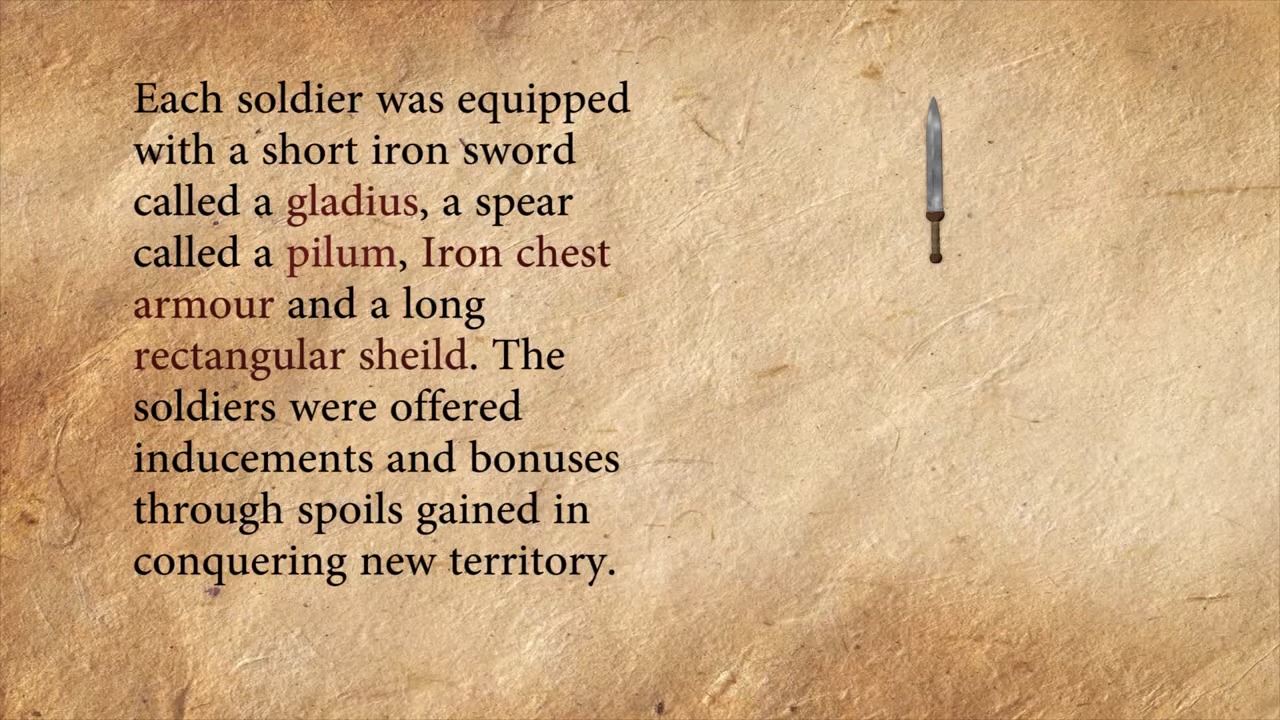 Each soldier was equipped
with a short iron sword
called a gladius, a spear
called a pilum, Iron chest
armour and a long
rectangular sheild. The
soldiers were offered
inducements and bonuses
through spoils gained in
conquering new territory.